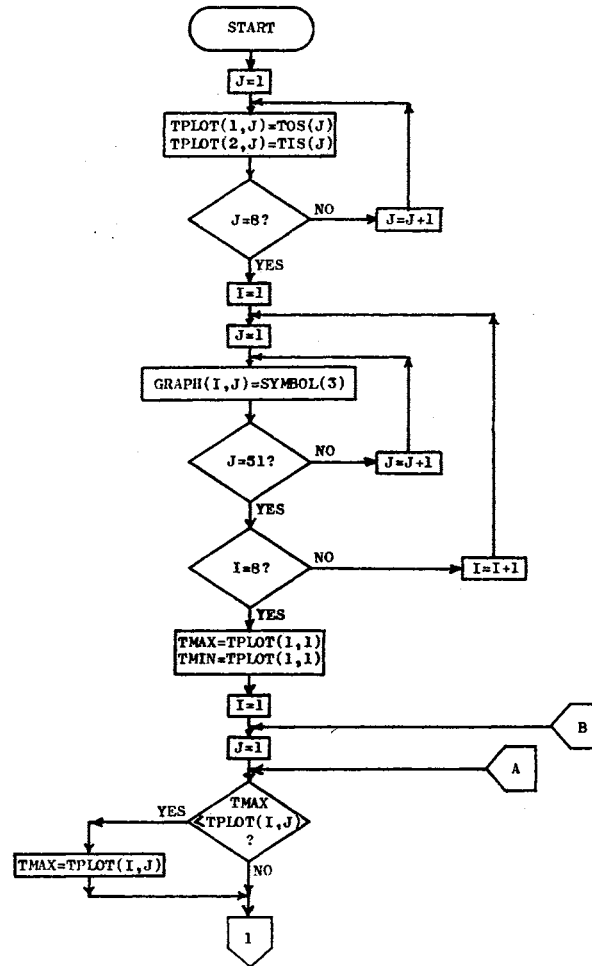 START
J=1
TPLOT(1,J)=TOS(J)
TPLOT(2,J)=TIS(J)
J=8?
NO
J=J+1
YES
I=1
J=1
GRAPH(I,J)=SYMBOL(3)
J=51?
NO
J=J+1
YES
I=8?
NO
I=I+1
YES
TMAX=TPLOT(1,1)
TMIN=TPLOT(1,1)
I=1
B
J=1
A
YES
TMAX
<TPLOT(I,J)
?
TMAX=TPLOT(I,J)
NO
1